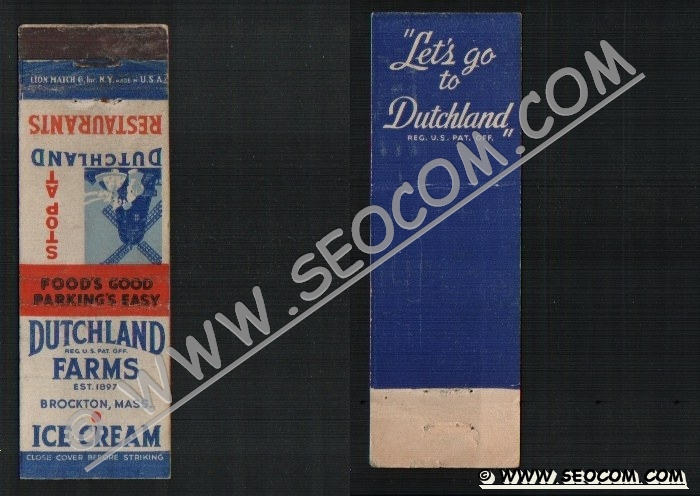 LION MATCH Co., Inc. N.Y. MADE IN U.S.A.
STOP AT
DUTCHLAND
RESTAURANTS
FOOD'S GOOD
PARKING'S EASY
DUTCHLAND
REG. U.S. PAT. OFF.
FARMS
EST. 1897
BROCKTON, MASS.
ICE CREAM
CLOSE COVER BEFORE STRIKING
"Let's go
to
Dutchland"
REG. U.S. PAT. OFF.
© WWW.SEOCOM.COM
© WWW.SEOCOM.COM